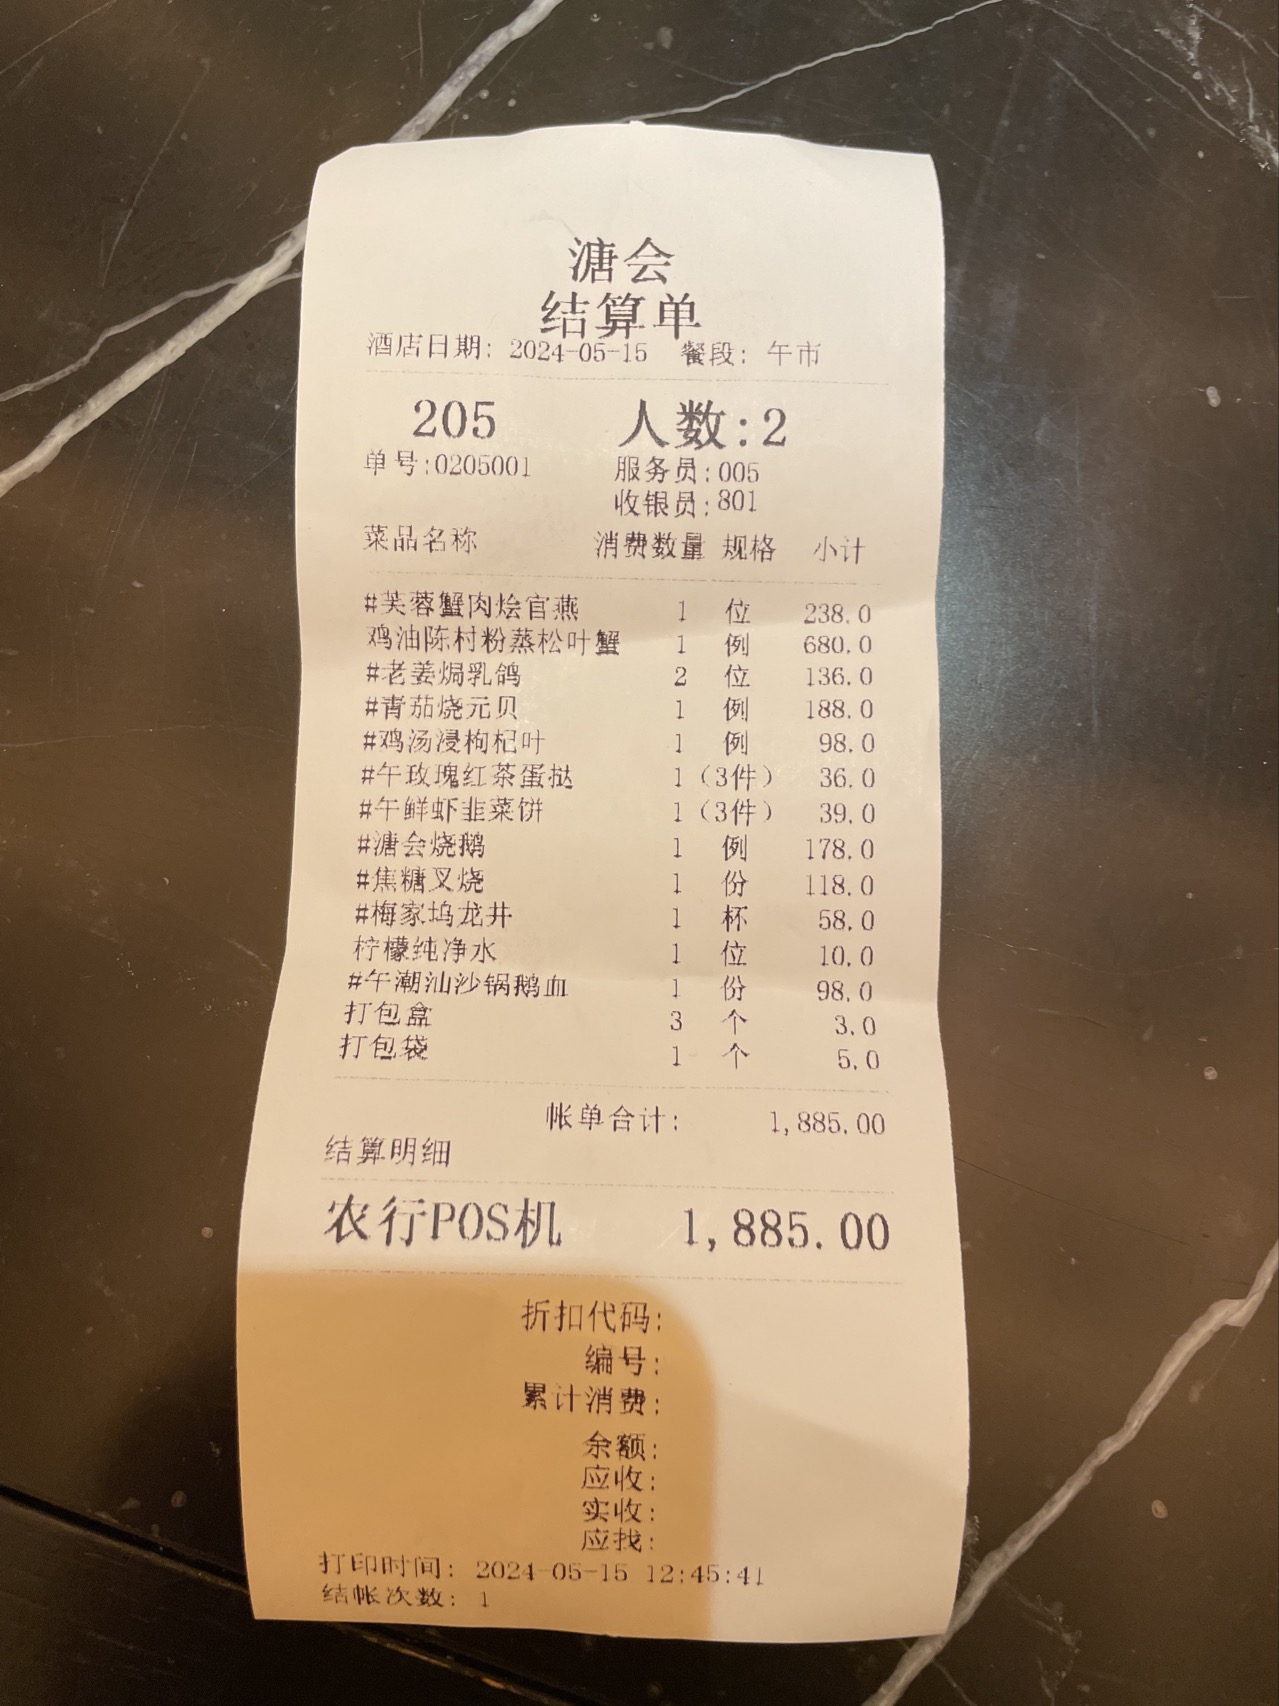 溏会
结算单
酒店日期: 2024-05-15 餐段: 午市
205 人数:2
单号:0205001 服务员:005
收银员:801
菜品名称 消费数量 规格 小计
#芙蓉蟹肉烩官燕 1 位 238.0
鸡油陈村粉蒸松叶蟹 1 例 680.0
#老姜焗乳鸽 2 位 136.0
#青茄烧元贝 1 例 188.0
#鸡汤浸枸杞叶 1 例 98.0
#午玫瑰红茶蛋挞 1 (3件) 36.0
#午鲜虾韭菜饼 1 (3件) 39.0
#溏会烧鹅 1 例 178.0
#焦糖叉烧 1 份 118.0
#梅家坞龙井 1 杯 58.0
柠檬纯净水 1 位 10.0
#午潮汕沙锅鹅血 1 份 98.0
打包盒 3 个 3.0
打包袋 1 个 5.0
帐单合计: 1,885.00
结算明细
农行POS机 1,885.00
折扣代码:
编号:
累计消费:
余额:
应收:
实收:
应找:
打印时间: 2024-05-15 12:45:41
结帐次数: 1